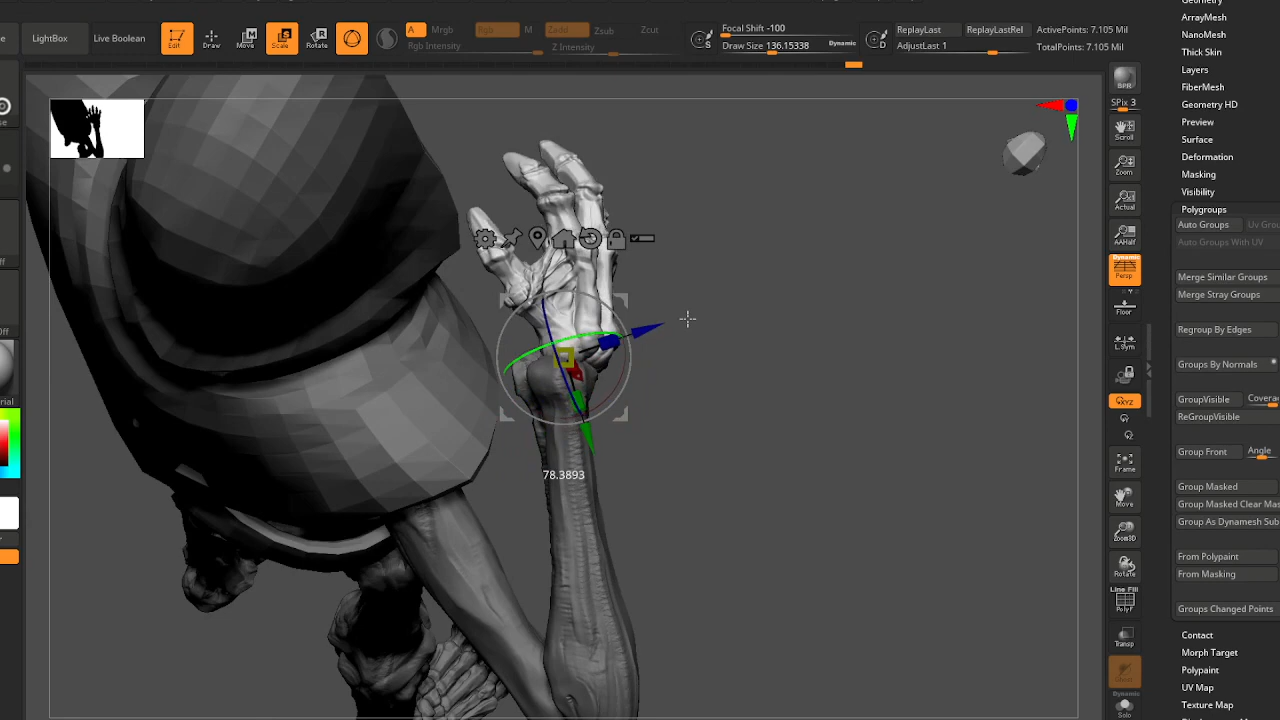 Geometry
ArrayMesh
NanoMesh
Thick Skin
Layers
FiberMesh
Geometry HD
Preview
Surface
Deformation
Masking
Visibility
Polygroups
Auto Groups
Auto Groups With UV
Merge Similar Groups
Merge Stray Groups
Regroup By Edges
Groups By Normals
GroupVisible
ReGroupVisible
Group Front Angle
Group Masked
Group Masked Clear
Group As Dynamesh Sub
From Polypaint
From Masking
Groups Changed Points
Contact
Morph Target
Polypaint
UV Map
Texture Map
LightBox
Live Boolean
Edit
Draw
Move
Scale
Rotate
M
S
R
A
Mrgb
Rgb
M
Rgb Intensity
Zadd
Zsub
Zcut
Z Intensity
S
Focal Shift -100
Draw Size 136.15338
Dynamic
D
ReplayLast
ReplayLastRel
AdjustLast 1
ActivePoints: 7.105 Mil
TotalPoints: 7.105 Mil
BPR
SPix 3
Scroll
Zoom
Actual
AAHalf
Dynamic
Persp
Floor
L.Sym
XYZ
Frame
Move
Zoom3D
Rotate
Line Fill
PolyF
Transp
Dynamic
Solo
78.3893